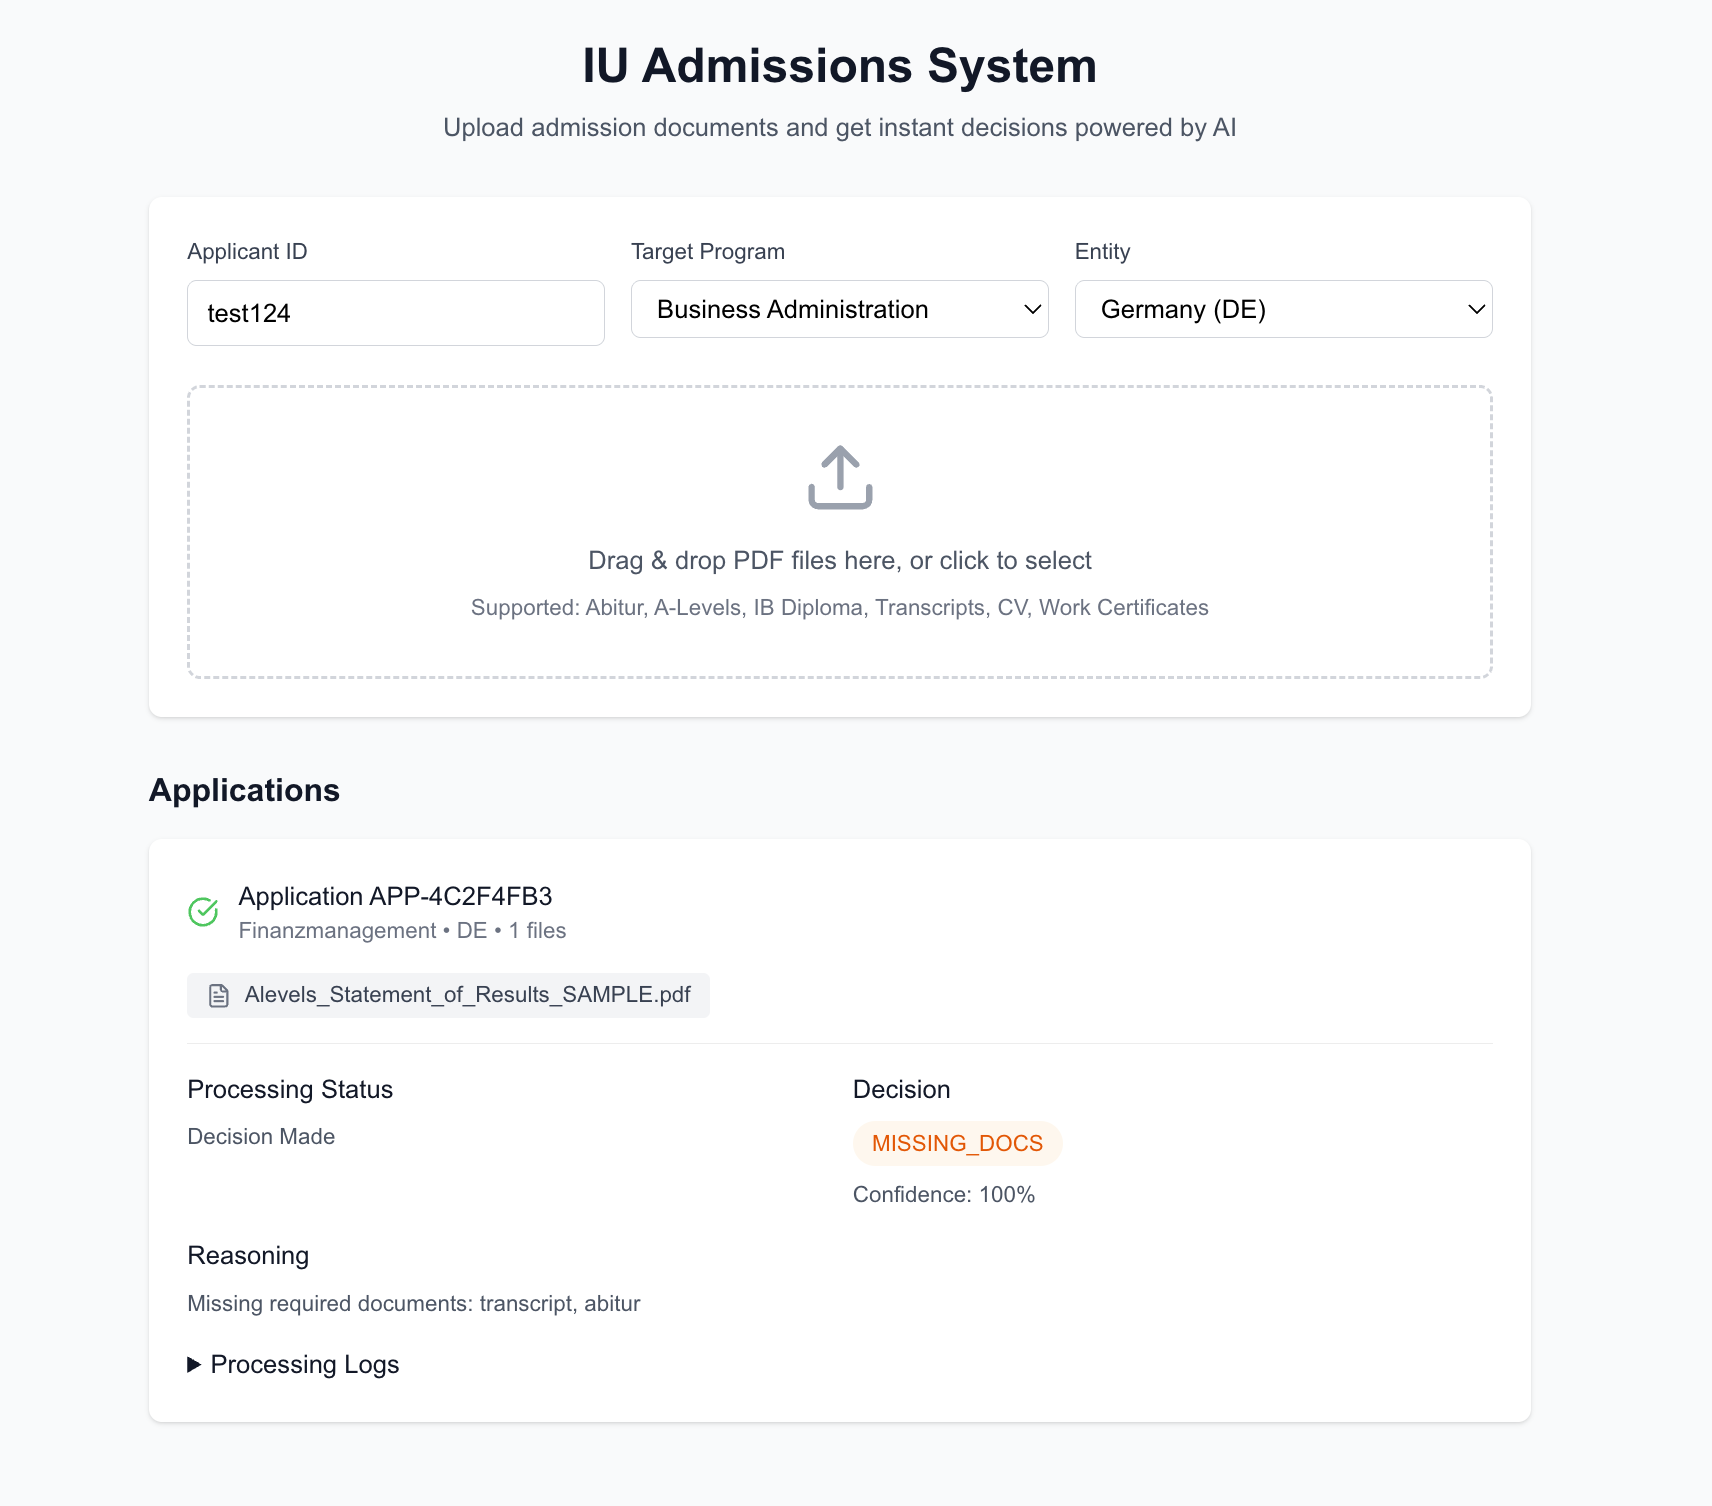 IU Admissions System
Upload admission documents and get instant decisions powered by AI
Applicant ID
test124
Target Program
Business Administration
Entity
Germany (DE)
Drag & drop PDF files here, or click to select
Supported: Abitur, A-Levels, IB Diploma, Transcripts, CV, Work Certificates
Applications
Application APP-4C2F4FB3
Finanzmanagement • DE • 1 files
Alevels_Statement_of_Results_SAMPLE.pdf
Processing Status
Decision Made
Decision
MISSING_DOCS
Confidence: 100%
Reasoning
Missing required documents: transcript, abitur
Processing Logs